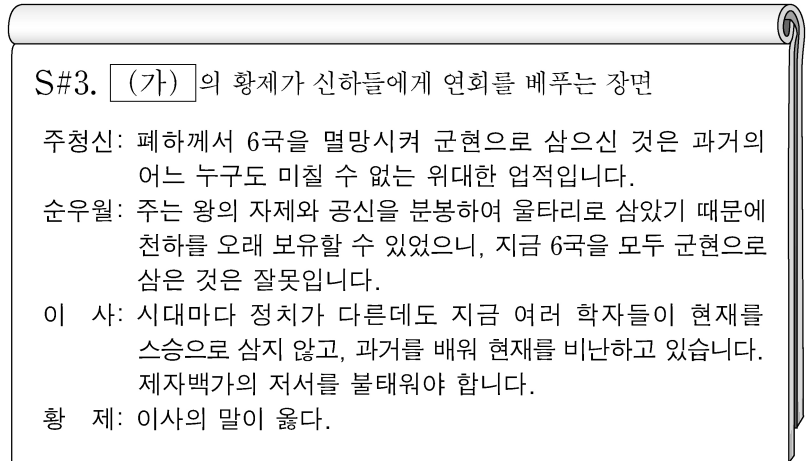 S#3. (가) 의 황제가 신하들에게 연회를 베푸는 장면
주청신: 폐하께서 6국을 멸망시켜 군현으로 삼으신 것은 과거의
어느 누구도 미칠 수 없는 위대한 업적입니다.
순우월: 주는 왕의 자제와 공신을 분봉하여 울타리로 삼았기 때문에
천하를 오래 보유할 수 있었으니, 지금 6국을 모두 군현으로
삼은 것은 잘못입니다.
이 사: 시대마다 정치가 다른데도 지금 여러 학자들이 현재를
스승으로 삼지 않고, 과거를 배워 현재를 비난하고 있습니다.
제자백가의 저서를 불태워야 합니다.
황 제: 이사의 말이 옳다.